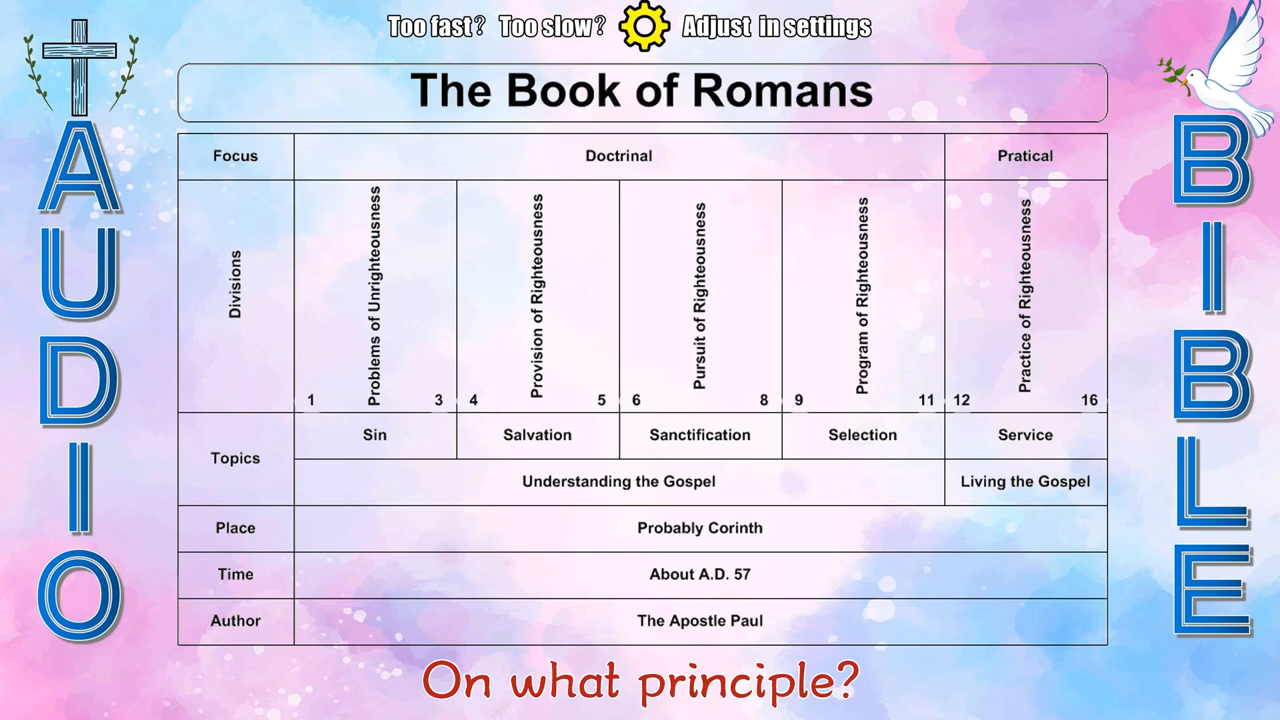 Too fast? Too slow? Adjust in settings
AUDIO
BIBLE
The Book of Romans
Focus Doctrinal Pratical
Divisions
Problems of Unrighteousness
Provision of Righteousness
Pursuit of Righteousness
Program of Righteousness
Practice of Righteousness
1 3 4 5 6 8 9 11 12 16
Topics
Sin Salvation Sanctification Selection Service
Understanding the Gospel Living the Gospel
Place Probably Corinth
Time About A.D. 57
Author The Apostle Paul
On what principle?